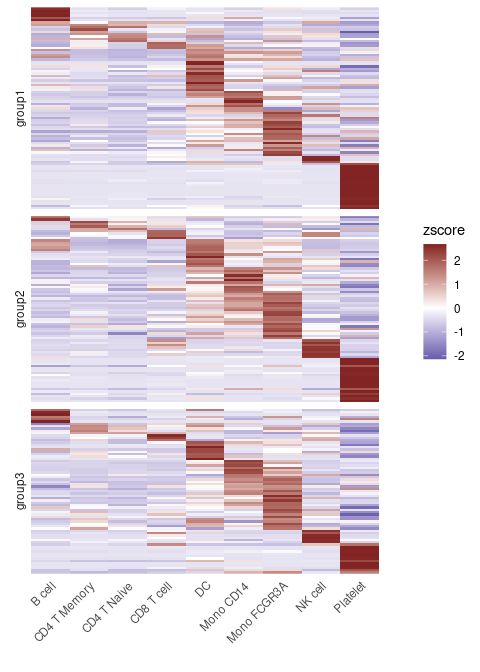 group1
group2
group3
zscore
2
1
0
-1
-2
B cell
CD4 T Memory
CD4 T Naive
CD8 T cell
DC
Mono CD14
Mono FCGR3A
NK cell
Platelet